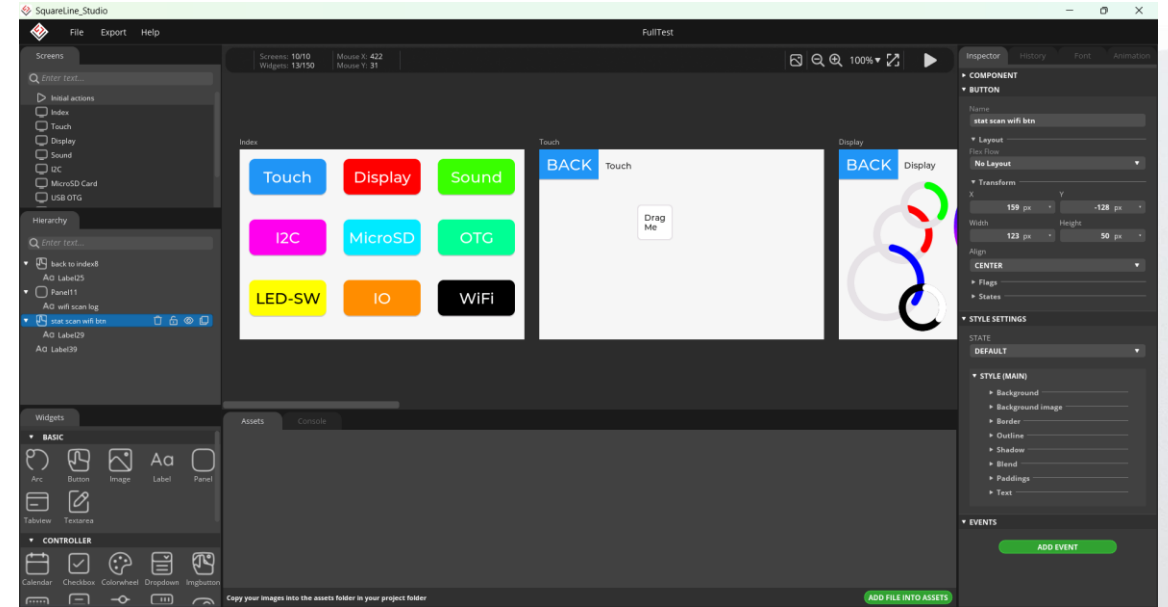 SquareLine_Studio
File Export Help
FullTest
Screens
Enter text...
Initial actions
Index
Touch
Display
Sound
I2C
MicroSD Card
USB OTG
Hierarchy
Enter text...
back to index8
Label25
Panel11
wifi scan log
stat scan wifi btn
Label29
Label39
Widgets
BASIC
Arc Button Image Label Panel
Tabview Textarea
CONTROLLER
Calendar Checkbox Colorwheel Dropdown Imgbutton
Screens: 10/10 Mouse X: 422
Widgets: 13/150 Mouse Y: 31
100%
Index
Touch Display Sound
I2C MicroSD OTG
LED-SW IO WiFi
Touch
BACK Touch
Drag
Me
Display
BACK Display
Assets Console
Copy your images into the assets folder in your project folder
ADD FILE INTO ASSETS
Inspector History Font Animation
COMPONENT
BUTTON
Name
stat scan wifi btn
Layout
Flex Flow
No Layout
Transform
X Y
159 px -128 px
Width Height
123 px 50 px
Align
CENTER
Flags
States
STYLE SETTINGS
STATE
DEFAULT
STYLE (MAIN)
Background
Background image
Border
Outline
Shadow
Blend
Paddings
Text
EVENTS
ADD EVENT